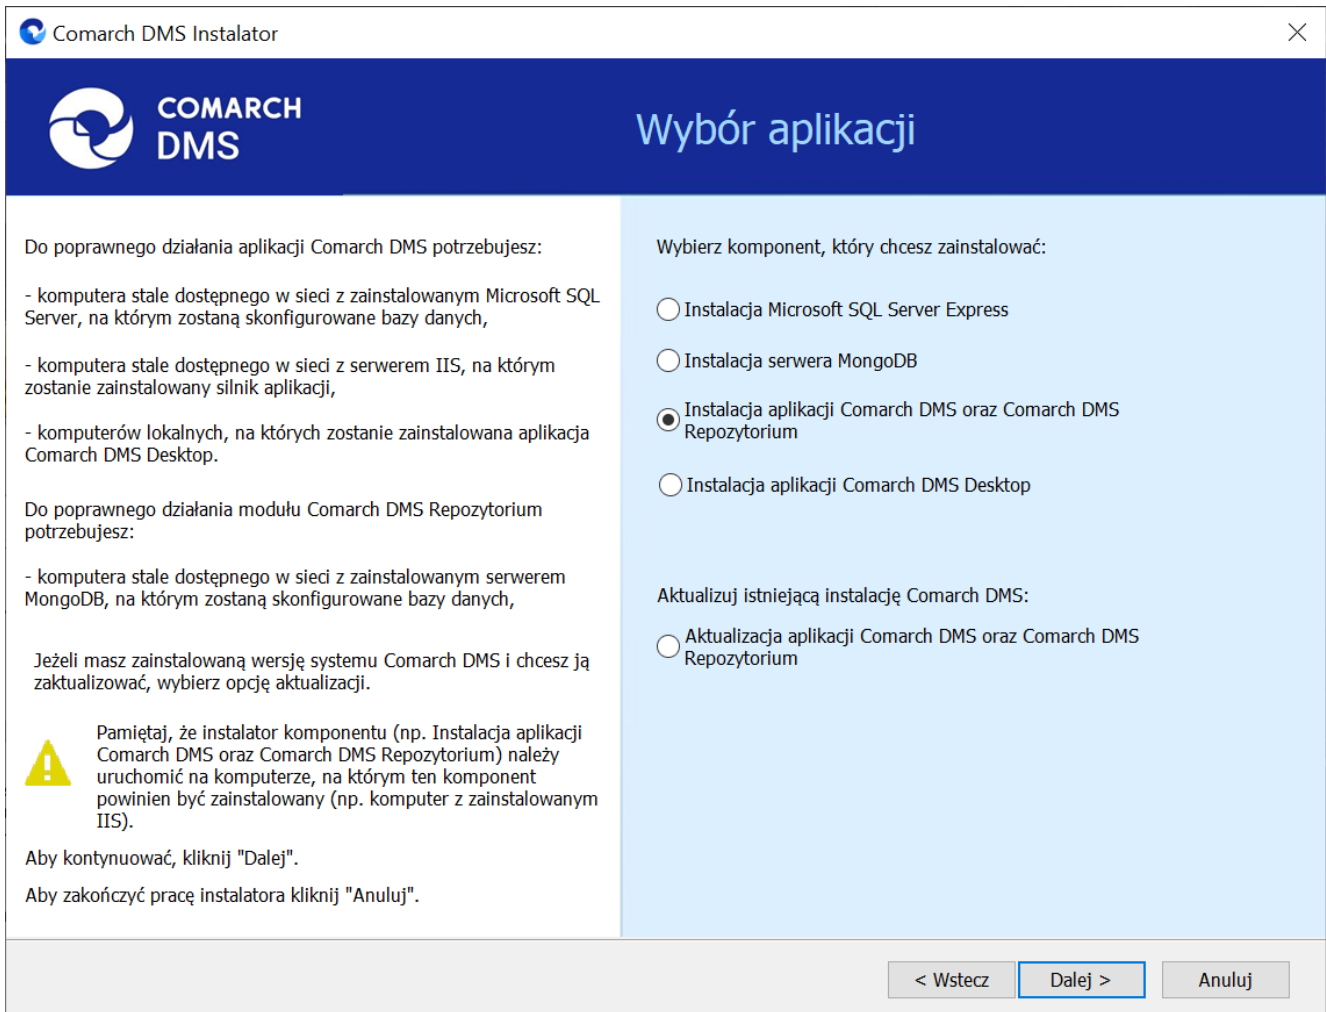 Comarch DMS Instalator
COMARCH
DMS
Wybór aplikacji
Do poprawnego działania aplikacji Comarch DMS potrzebujesz:
- komputera stale dostępnego w sieci z zainstalowanym Microsoft SQL
Server, na którym zostaną skonfigurowane bazy danych,
- komputera stale dostępnego w sieci z serwerem IIS, na którym
zostanie zainstalowany silnik aplikacji,
- komputerów lokalnych, na których zostanie zainstalowana aplikacja
Comarch DMS Desktop.
Do poprawnego działania modułu Comarch DMS Repozytorium
potrzebujesz:
- komputera stale dostępnego w sieci z zainstalowanym serwerem
MongoDB, na którym zostaną skonfigurowane bazy danych,
Jeżeli masz zainstalowaną wersję systemu Comarch DMS i chcesz ją
zaktualizować, wybierz opcję aktualizacji.
Pamiętaj, że instalator komponentu (np. Instalacja aplikacji
Comarch DMS oraz Comarch DMS Repozytorium) należy
uruchomić na komputerze, na którym ten komponent
powinien być zainstalowany (np. komputer z zainstalowanym
IIS).
Aby kontynuować, kliknij "Dalej".
Aby zakończyć pracę instalatora kliknij "Anuluj".
Wybierz komponent, który chcesz zainstalować:
Instalacja Microsoft SQL Server Express
Instalacja serwera MongoDB
Instalacja aplikacji Comarch DMS oraz Comarch DMS
Repozytorium
Instalacja aplikacji Comarch DMS Desktop
Aktualizuj istniejącą instalację Comarch DMS:
Aktualizacja aplikacji Comarch DMS oraz Comarch DMS
Repozytorium
< Wstecz
Dalej >
Anuluj